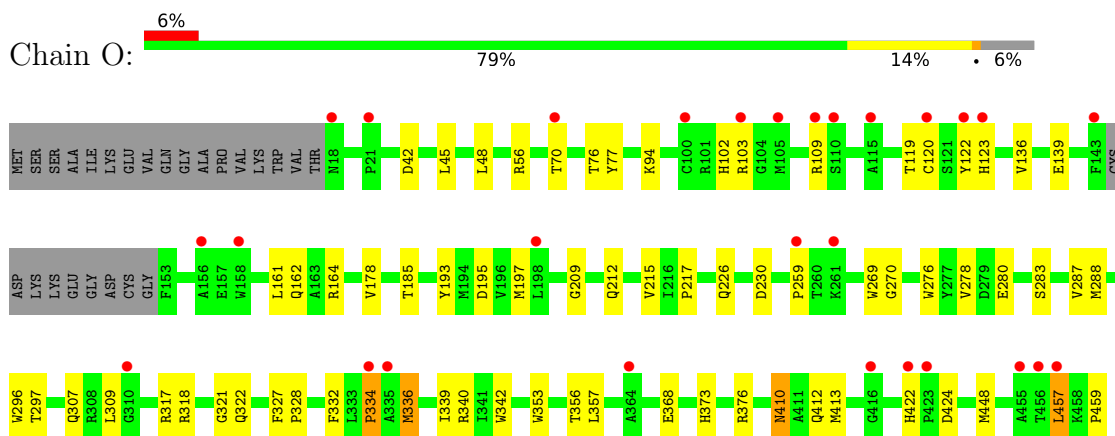 6%
Chain O:
79% 14% • 6%
MET SER SER ALA ILE LYS GLU VAL GLN GLY ALA PRO VAL LYS TRP VAL THR N18 P21 D42 L45 L48 R56 T70 T76 Y77 K94 C100 R101 H102 R103 G104 M105 R109 S110 A115 T119 C120 S121 Y122 H123 V136 E139 F143 CYS
ASP LYS LYS GLU GLU GLY ASP CYS GLY F153 A156 E157 W158 L161 Q162 A163 R164 V178 T185 Y193 M194 D195 V196 M197 L198 G209 Q212 V215 I216 P217 Q226 D230 P259 T260 K261 W269 G270 W276 Y277 V278 D279 E280 S283 V287 M288
W296 T297 Q307 R308 L309 G310 R317 R318 G321 Q322 F327 P328 F332 L333 P334 A335 M336 I339 R340 I341 W342 W353 T356 L357 A364 E368 H373 R376 N410 A411 Q412 M413 G416 H422 P423 D424 M448 A455 T456 L457 K458 P459